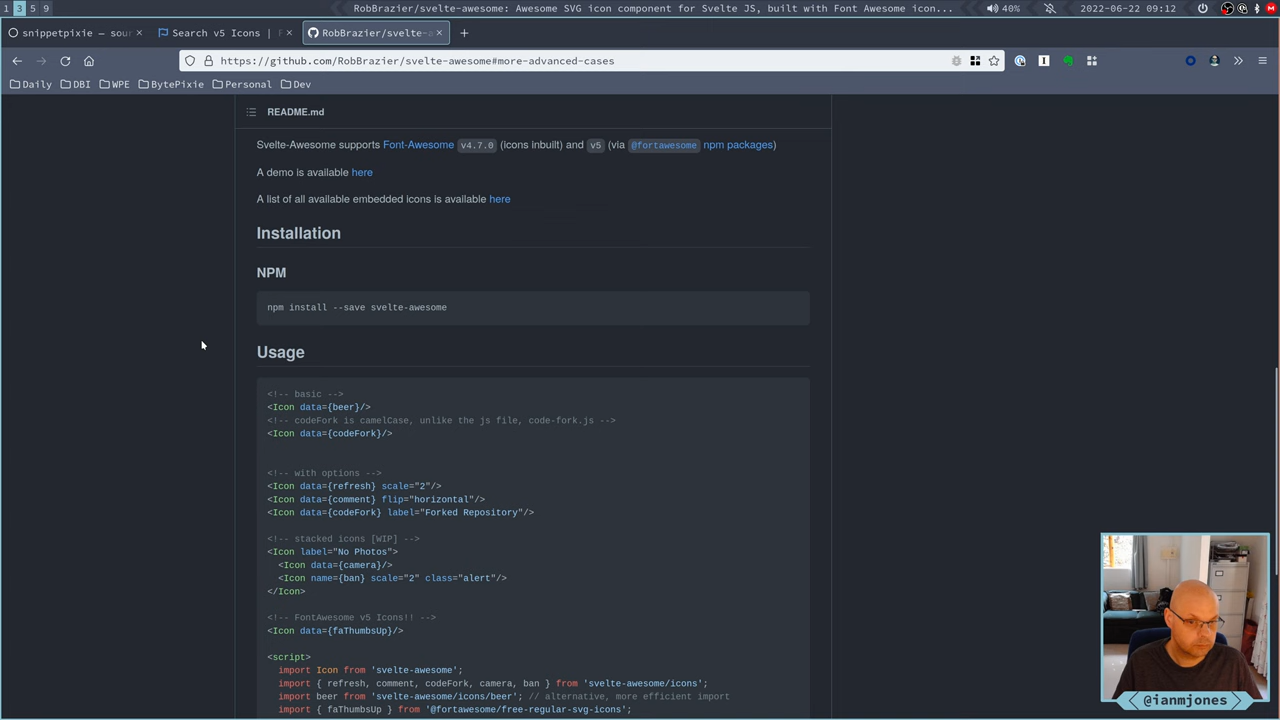 1 3 5 9
RobBrazier/svelte-awesome: Awesome SVG icon component for Svelte JS, built with Font Awesome icon...
40%
2022-06-22 09:12
snippetpixie — sour
Search v5 Icons | F
RobBrazier/svelte-a
https://github.com/RobBrazier/svelte-awesome#more-advanced-cases
Daily
DBI
WPE
BytePixie
Personal
Dev
README.md
Svelte-Awesome supports Font-Awesome v4.7.0 (icons inbuilt) and v5 (via @fortawesome npm packages)
A demo is available here
A list of all available embedded icons is available here
Installation
NPM
npm install --save svelte-awesome
Usage
<!-- basic -->
<Icon data={beer}/>
<!-- codeFork is camelCase, unlike the js file, code-fork.js -->
<Icon data={codeFork}/>
<!-- with options -->
<Icon data={refresh} scale="2"/>
<Icon data={comment} flip="horizontal"/>
<Icon data={codeFork} label="Forked Repository"/>
<!-- stacked icons [WIP] -->
<Icon label="No Photos">
  <Icon data={camera}/>
  <Icon name={ban} scale="2" class="alert"/>
</Icon>
<!-- FontAwesome v5 Icons!! -->
<Icon data={faThumbsUp}/>
<script>
  import Icon from 'svelte-awesome';
  import { refresh, comment, codeFork, camera, ban } from 'svelte-awesome/icons';
  import beer from 'svelte-awesome/icons/beer'; // alternative, more efficient import
  import { faThumbsUp } from '@fortawesome/free-regular-svg-icons';
@ianmjones